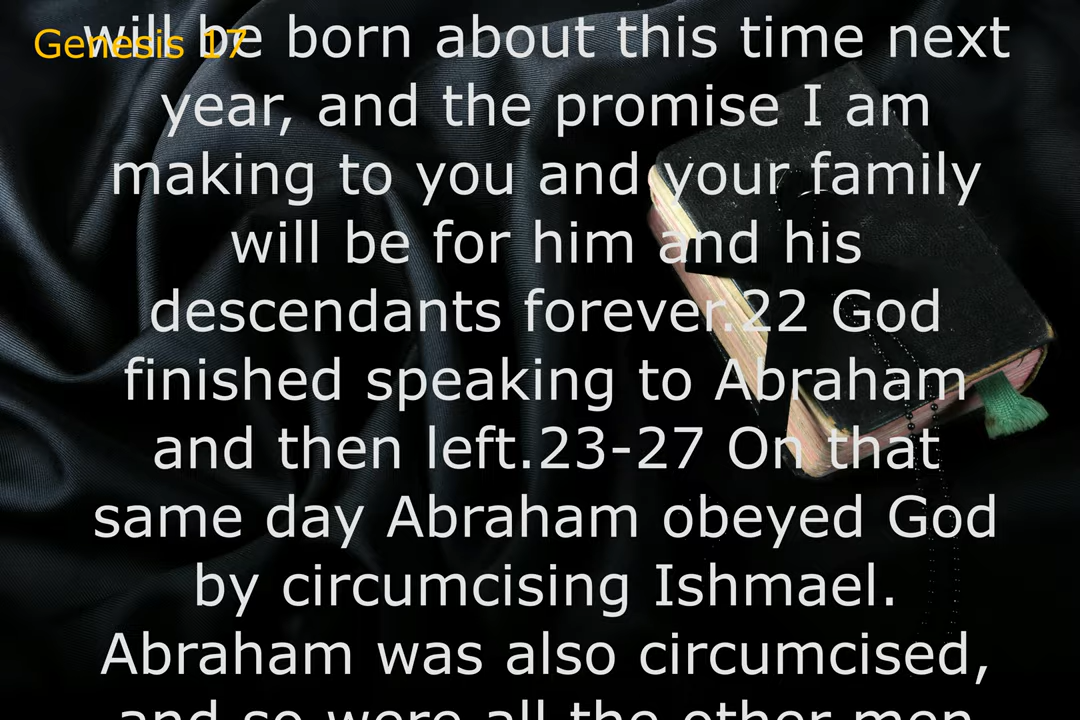 Genesis 17
will be born about this time next
year, and the promise I am
making to you and your family
will be for him and his
descendants forever.22 God
finished speaking to Abraham
and then left.23-27 On that
same day Abraham obeyed God
by circumcising Ishmael.
Abraham was also circumcised,
and so were all the other men